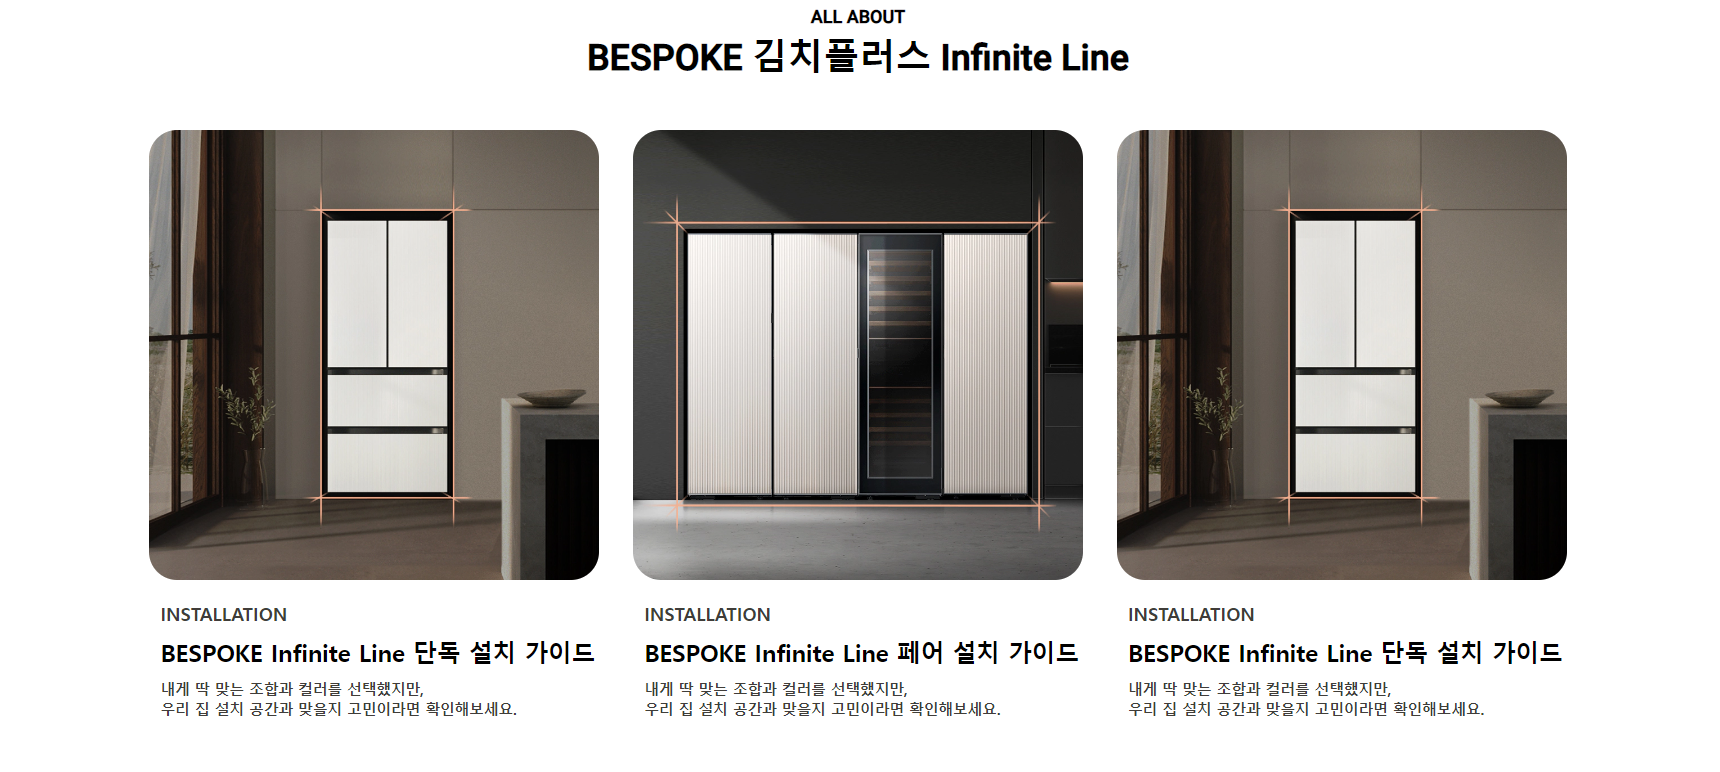 ALL ABOUT
BESPOKE 김치플러스 Infinite Line
INSTALLATION
BESPOKE Infinite Line 단독 설치 가이드
내게 딱 맞는 조합과 컬러를 선택했지만,
우리 집 설치 공간과 맞을지 고민이라면 확인해보세요.
INSTALLATION
BESPOKE Infinite Line 페어 설치 가이드
내게 딱 맞는 조합과 컬러를 선택했지만,
우리 집 설치 공간과 맞을지 고민이라면 확인해보세요.
INSTALLATION
BESPOKE Infinite Line 단독 설치 가이드
내게 딱 맞는 조합과 컬러를 선택했지만,
우리 집 설치 공간과 맞을지 고민이라면 확인해보세요.